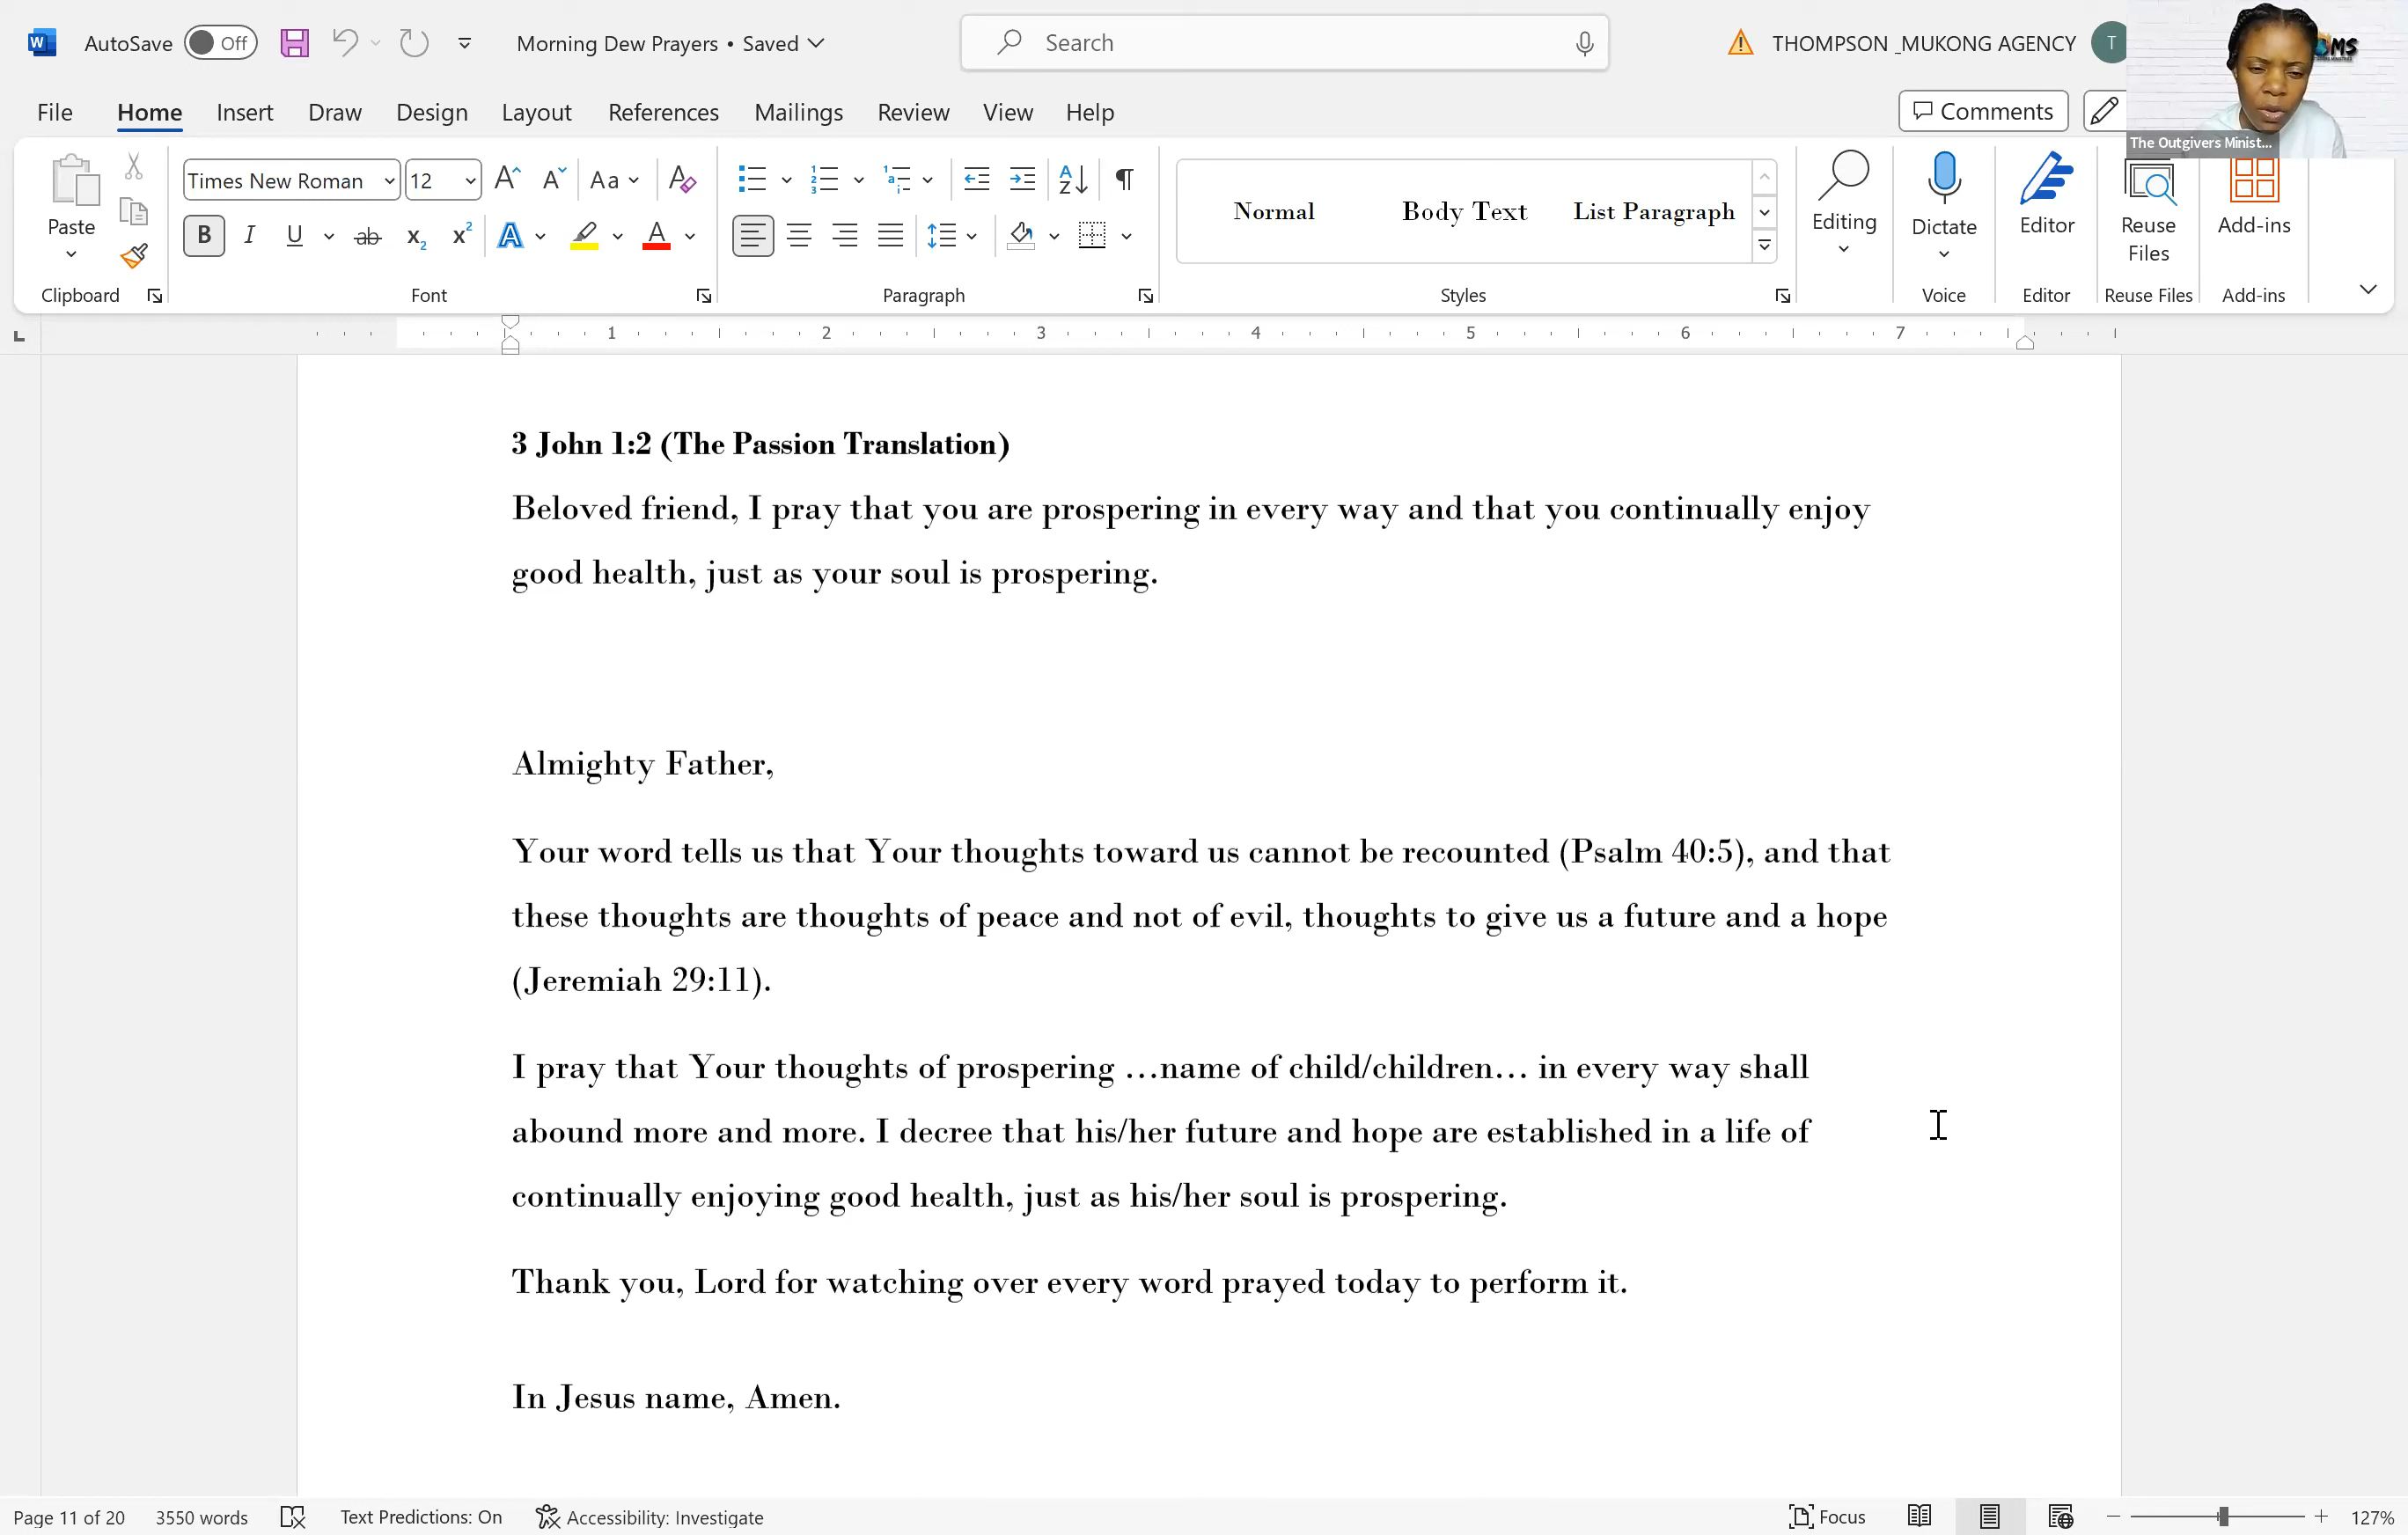 AutoSave Off Morning Dew Prayers • Saved Search THOMPSON _MUKONG AGENCY T MS
File Home Insert Draw Design Layout References Mailings Review View Help Comments
The Outgivers Minist...
Paste Times New Roman 12 Aa Normal Body Text List Paragraph Editing Dictate Editor Reuse Files Add-ins
Clipboard Font Paragraph Styles Voice Editor Reuse Files Add-ins
1 2 3 4 5 6 7
3 John 1:2 (The Passion Translation)
Beloved friend, I pray that you are prospering in every way and that you continually enjoy
good health, just as your soul is prospering.
Almighty Father,
Your word tells us that Your thoughts toward us cannot be recounted (Psalm 40:5), and that
these thoughts are thoughts of peace and not of evil, thoughts to give us a future and a hope
(Jeremiah 29:11).
I pray that Your thoughts of prospering …name of child/children… in every way shall
abound more and more. I decree that his/her future and hope are established in a life of
continually enjoying good health, just as his/her soul is prospering.
Thank you, Lord for watching over every word prayed today to perform it.
In Jesus name, Amen.
Page 11 of 20 3550 words Text Predictions: On Accessibility: Investigate Focus 127%